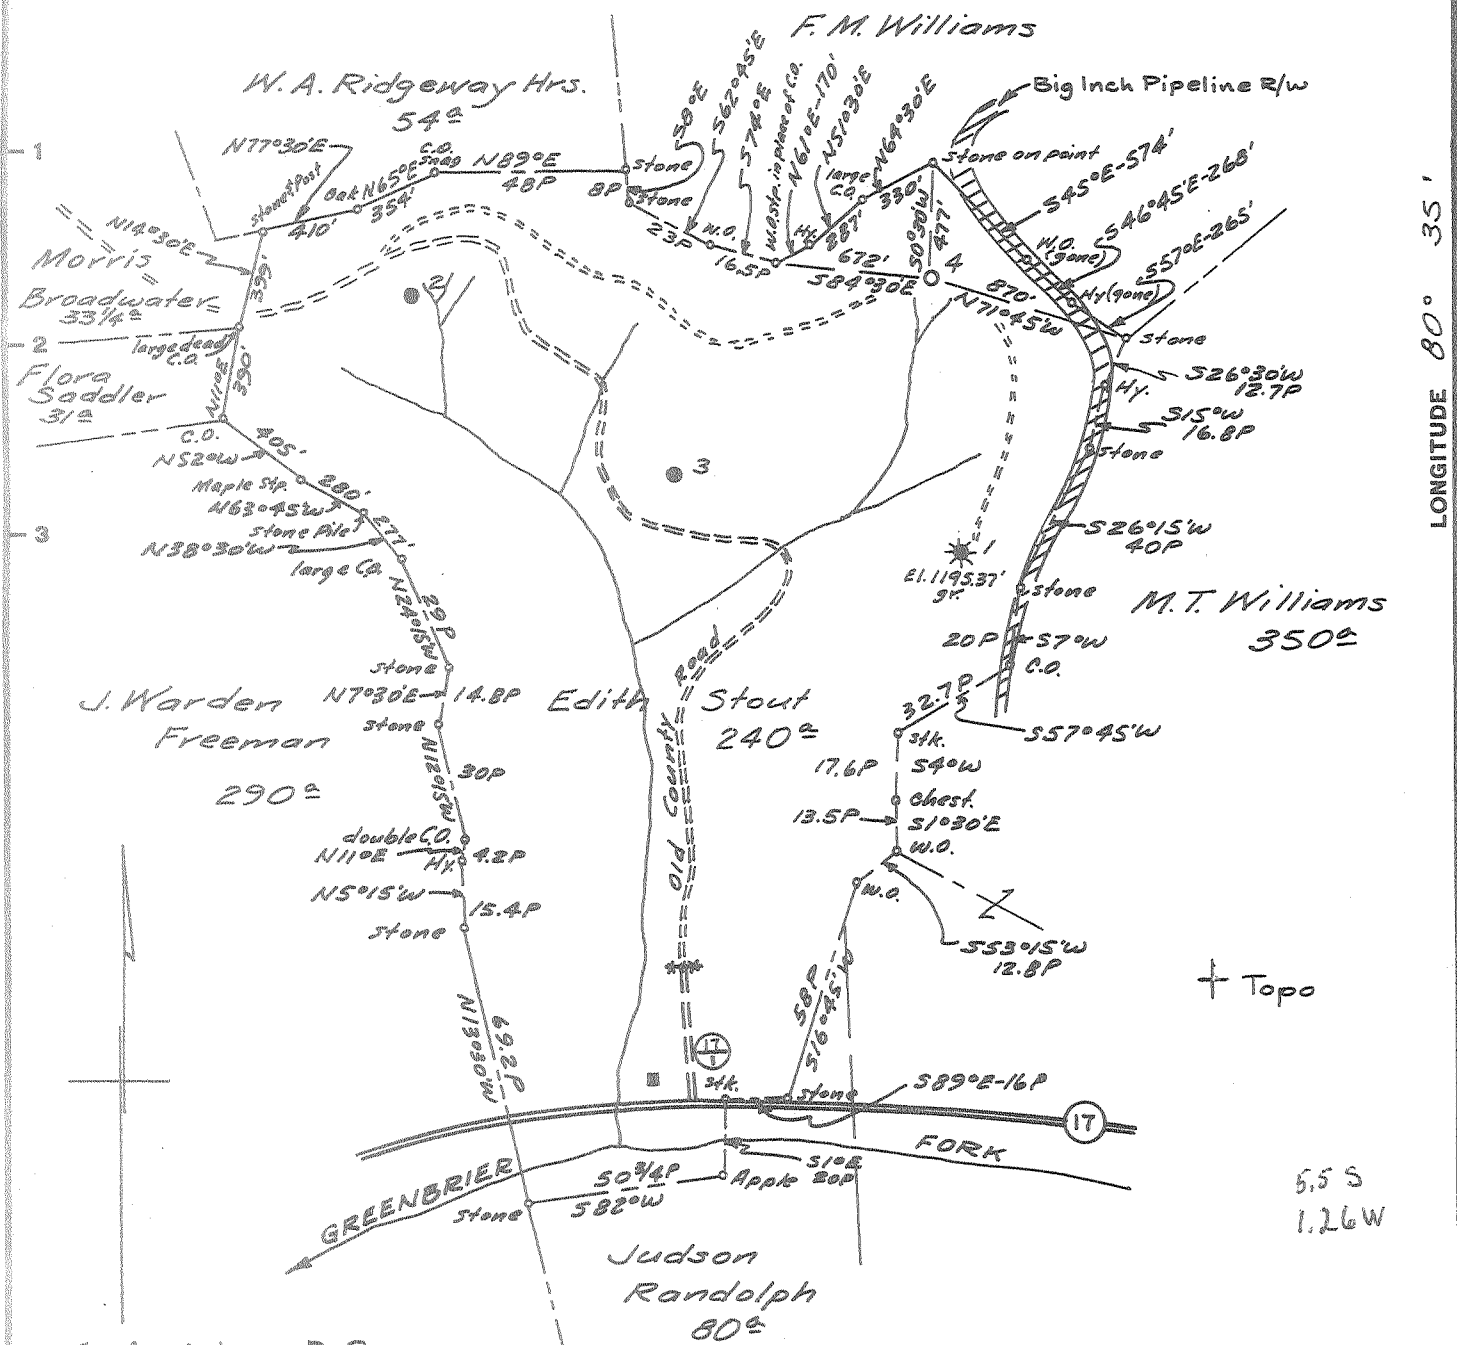 F. M. Williams
W. A. Ridgeway Hrs.
54ª
Big Inch Pipeline R/W
1
N77°30'E
Stone & Post
410'
Oak N65°E
354'
C.O.
Snag
N89°E
48P
stone
8P
Stone
S8°E
S62°45'E
S74°E
W.O. stp. in place of C.O.
N61°E-170'
N51°30'E
N64°30'E
23P
W.O.
16.5P
Hy.
887'
large
C.O.
330'
stone on point
S0°30'W
477'
672'
S84°30'E
4
870'
N71°45'W
S45°E-574'
W.O.
(gone)
S46°45'E-268'
Hy (gone)
S57°E-265'
stone
LONGITUDE 80° 35'
N14°30'E
399'
Morris
Broadwater
33¼ª
2
large dead
C.O.
Flora
Saddler
31ª
N11°E
390'
2
C.O.
N52°W
405'
Maple Stp.
280'
N63°45'W
Stone Pile
277'
N38°30'W
large C.O.
3
3
S26°30'W
12.7P
Hy.
S15°W
16.8P
stone
S26°15'W
40P
1
El. 1195.37'
gr.
stone
M.T. Williams
350ª
20P
S7°W
C.O.
32.7P
S57°45'W
29P
N24°15'W
stone
N7°30'E
14.8P
stone
J. Warden
Freeman
290ª
Edith Stout
240ª
Old County Road
stk.
17.6P
S4°W
Chest.
13.5P
S1°30'E
W.O.
W.O.
S53°15'W
12.8P
N12°15'W
30P
double C.O.
N11°E
Hy.
4.2P
N5°15'W
15.4P
stone
58P
S16°45'W
Topo
N13°30'W
69.2P
17
1
stk.
stone
S89°E-16P
17
GREENBRIER FORK
S1°E
20P
Apple
50¾P
S82°W
stone
5.5 S
1.26 W
Judson
Randolph
80ª